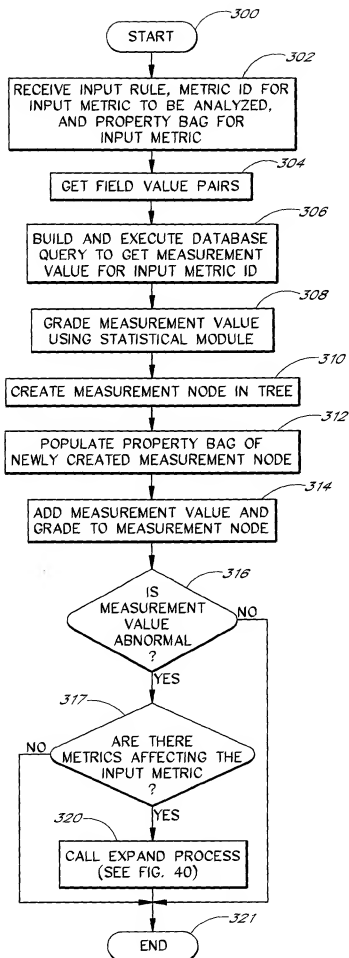 300
START
302
RECEIVE INPUT RULE, METRIC ID FOR
INPUT METRIC TO BE ANALYZED,
AND PROPERTY BAG FOR
INPUT METRIC
304
GET FIELD VALUE PAIRS
306
BUILD AND EXECUTE DATABASE
QUERY TO GET MEASUREMENT
VALUE FOR INPUT METRIC ID
308
GRADE MEASUREMENT VALUE
USING STATISTICAL MODULE
310
CREATE MEASUREMENT NODE IN TREE
312
POPULATE PROPERTY BAG OF
NEWLY CREATED MEASUREMENT NODE
314
ADD MEASUREMENT VALUE AND
GRADE TO MEASUREMENT NODE
316
IS
MEASUREMENT
VALUE
ABNORMAL
?
NO
YES
317
NO
ARE THERE
METRICS AFFECTING THE
INPUT METRIC
?
YES
320
CALL EXPAND PROCESS
(SEE FIG. 40)
321
END